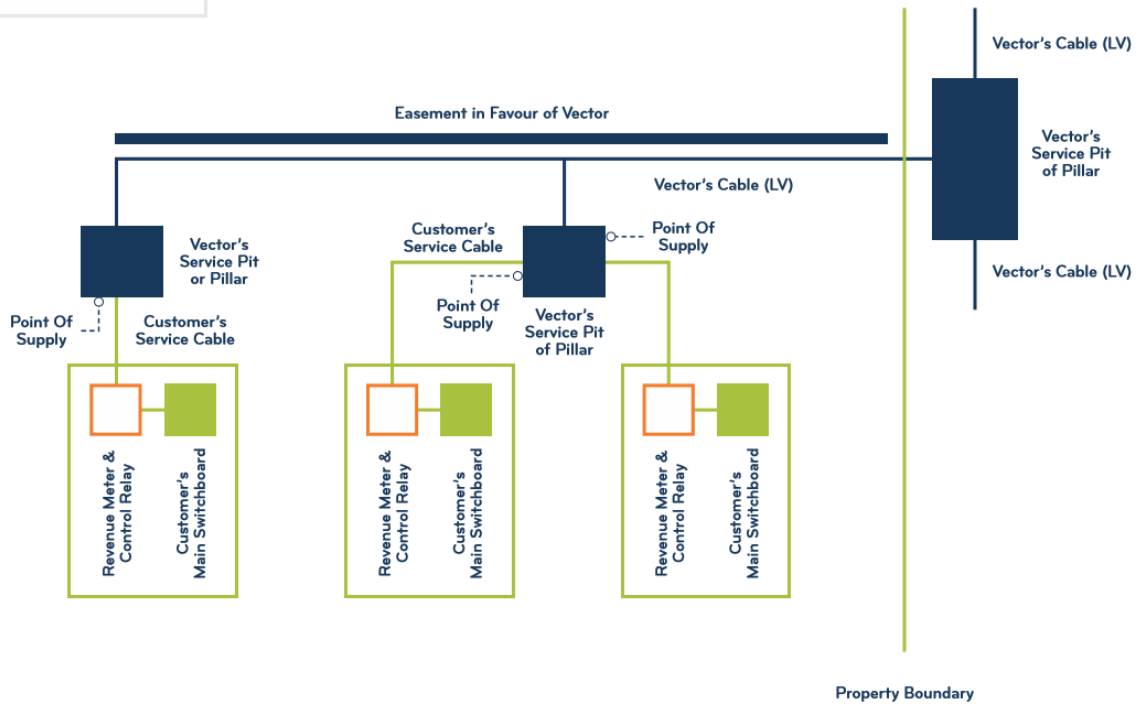 Vector's Cable (LV)
Easement in Favour of Vector
Vector's
Service Pit
of Pillar
Vector's Cable (LV)
Customer's
Service Cable
Point Of
Supply
Vector's
Service Pit
or Pillar
Vector's Cable (LV)
Point Of
Supply
Vector's
Service Pit
of Pillar
Point Of
Supply
Customer's
Service Cable
Revenue Meter &
Control Relay
Customer's
Main Switchboard
Revenue Meter &
Control Relay
Customer's
Main Switchboard
Revenue Meter &
Control Relay
Customer's
Main Switchboard
Property Boundary